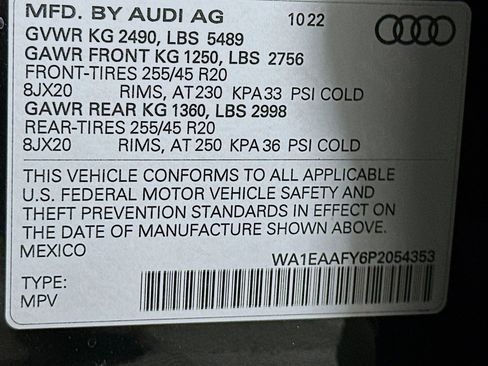 MFD. BY AUDI AG 10 22
GVWR KG 2490, LBS 5489
GAWR FRONT KG 1250, LBS 2756
FRONT-TIRES 255/45 R20
8JX20 RIMS, AT 230 KPA 33 PSI COLD
GAWR REAR KG 1360, LBS 2998
REAR-TIRES 255/45 R20
8JX20 RIMS, AT 250 KPA 36 PSI COLD
THIS VEHICLE CONFORMS TO ALL APPLICABLE
U.S. FEDERAL MOTOR VEHICLE SAFETY AND
THEFT PREVENTION STANDARDS IN EFFECT ON
THE DATE OF MANUFACTURE SHOWN ABOVE.
MEXICO WA1EAAFY6P2054353
TYPE:
MPV